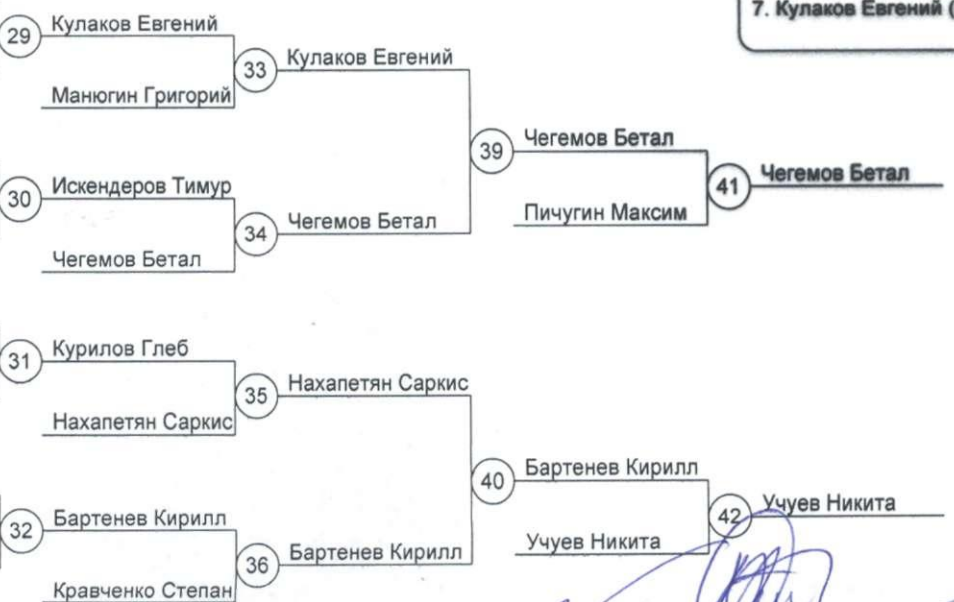 7. Кулаков Евгений (
29 Кулаков Евгений
33 Кулаков Евгений
Манюгин Григорий
39 Чегемов Бетал
41 Чегемов Бетал
30 Искендеров Тимур
Пичугин Максим
34 Чегемов Бетал
Чегемов Бетал
31 Курилов Глеб
35 Нахапетян Саркис
Нахапетян Саркис
40 Бартенев Кирилл
42 Учуев Никита
32 Бартенев Кирилл
Учуев Никита
36 Бартенев Кирилл
Кравченко Степан